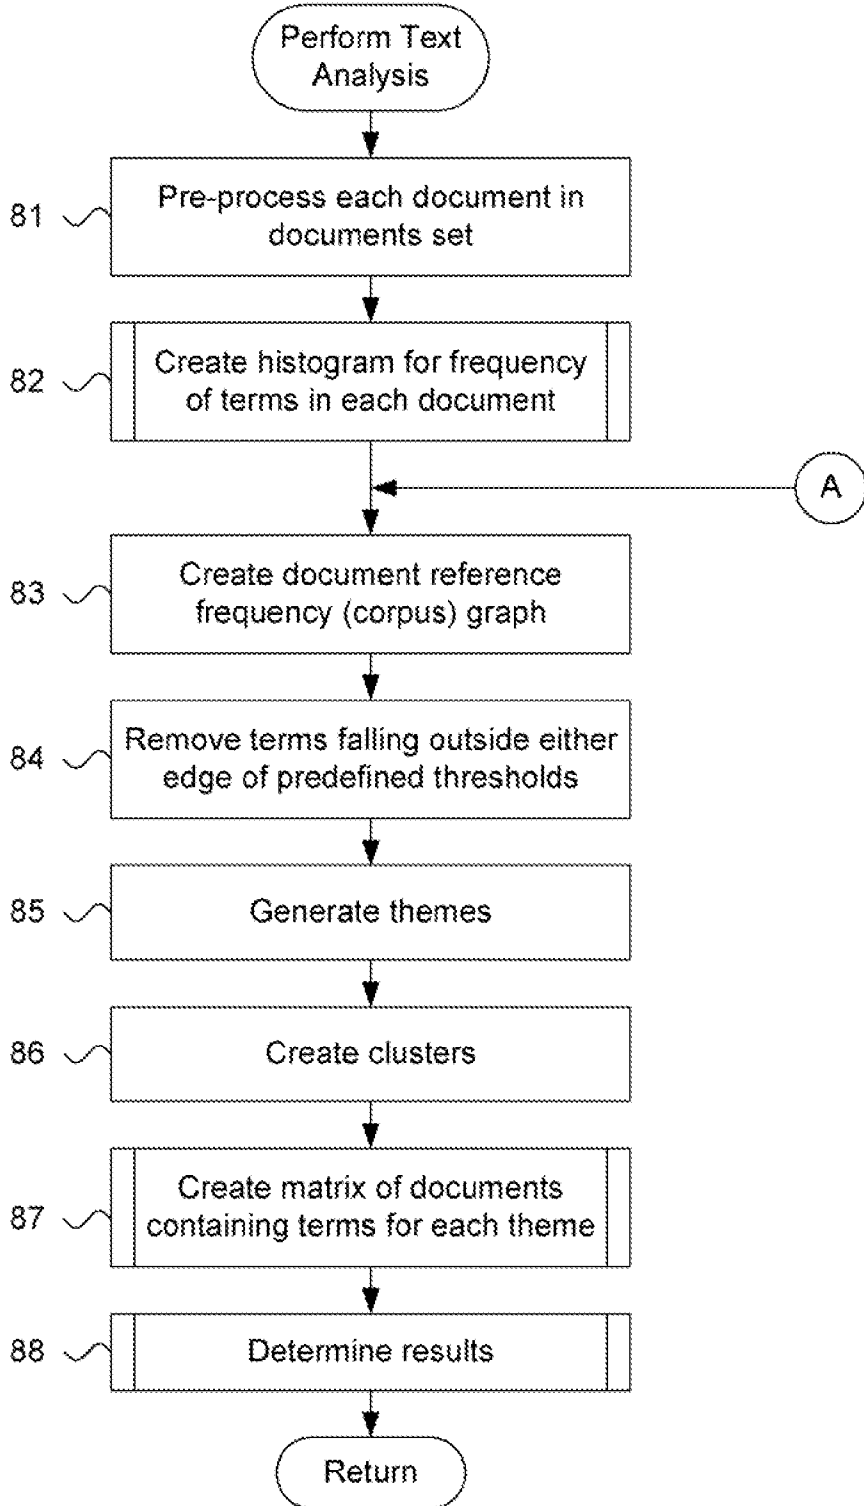 Perform Text
Analysis
81
Pre-process each document in
documents set
82
Create histogram for frequency
of terms in each document
A
83
Create document reference
frequency (corpus) graph
84
Remove terms falling outside either
edge of predefined thresholds
85
Generate themes
86
Create clusters
87
Create matrix of documents
containing terms for each theme
88
Determine results
Return